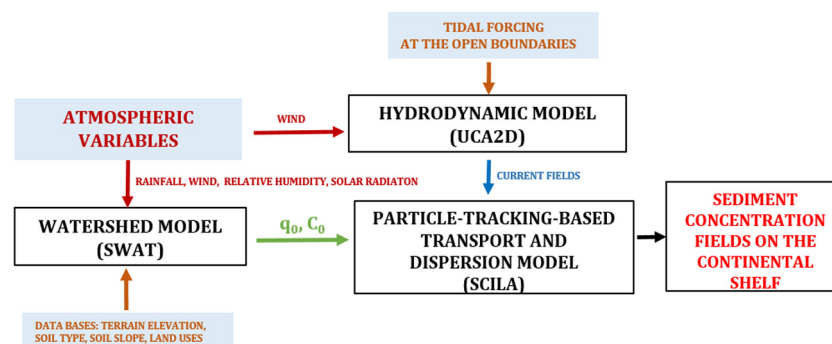 TIDAL FORCING
AT THE OPEN BOUNDARIES
ATMOSPHERIC
VARIABLES
WIND
HYDRODYNAMIC MODEL
(UCA2D)
RAINFALL, WIND, RELATIVE HUMIDITY, SOLAR RADIATON
CURRENT FIELDS
WATERSHED MODEL
(SWAT)
q₀, C₀
PARTICLE-TRACKING-BASED
TRANSPORT AND
DISPERSION MODEL
(SCILA)
SEDIMENT
CONCENTRATION
FIELDS ON THE
CONTINENTAL
SHELF
DATA BASES: TERRAIN ELEVATION,
SOIL TYPE, SOIL SLOPE, LAND USES